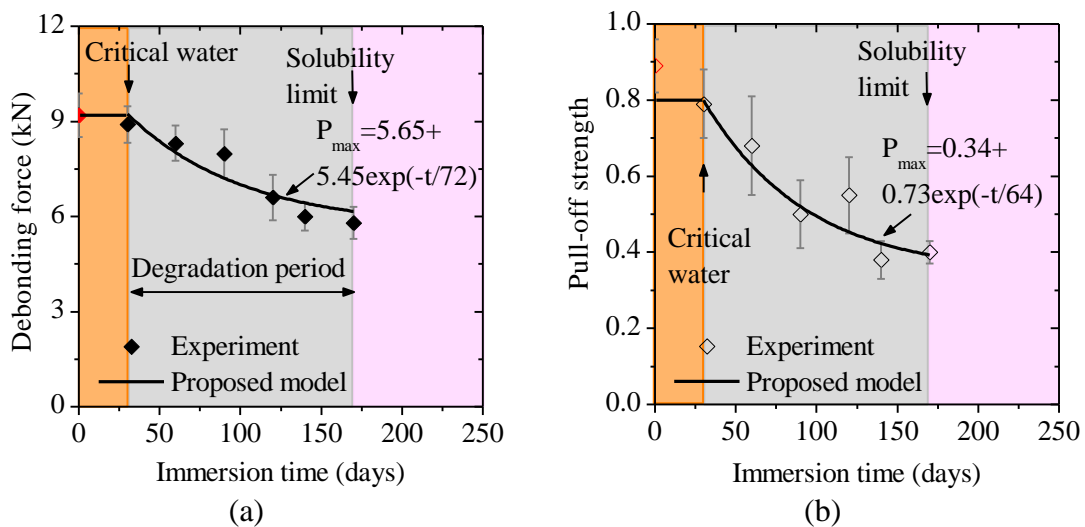 12
9
6
3
0
Debonding force (kN)
Critical water
Solubility
limit
P_max=5.65+
5.45exp(-t/72)
Degradation period
Experiment
Proposed model
0 50 100 150 200 250
Immersion time (days)
(a)
1.0
0.8
0.6
0.4
0.2
0.0
Pull-off strength
Solubility
limit
P_max=0.34+
0.73exp(-t/64)
Critical
water
Experiment
Proposed model
0 50 100 150 200 250
Immersion time (days)
(b)